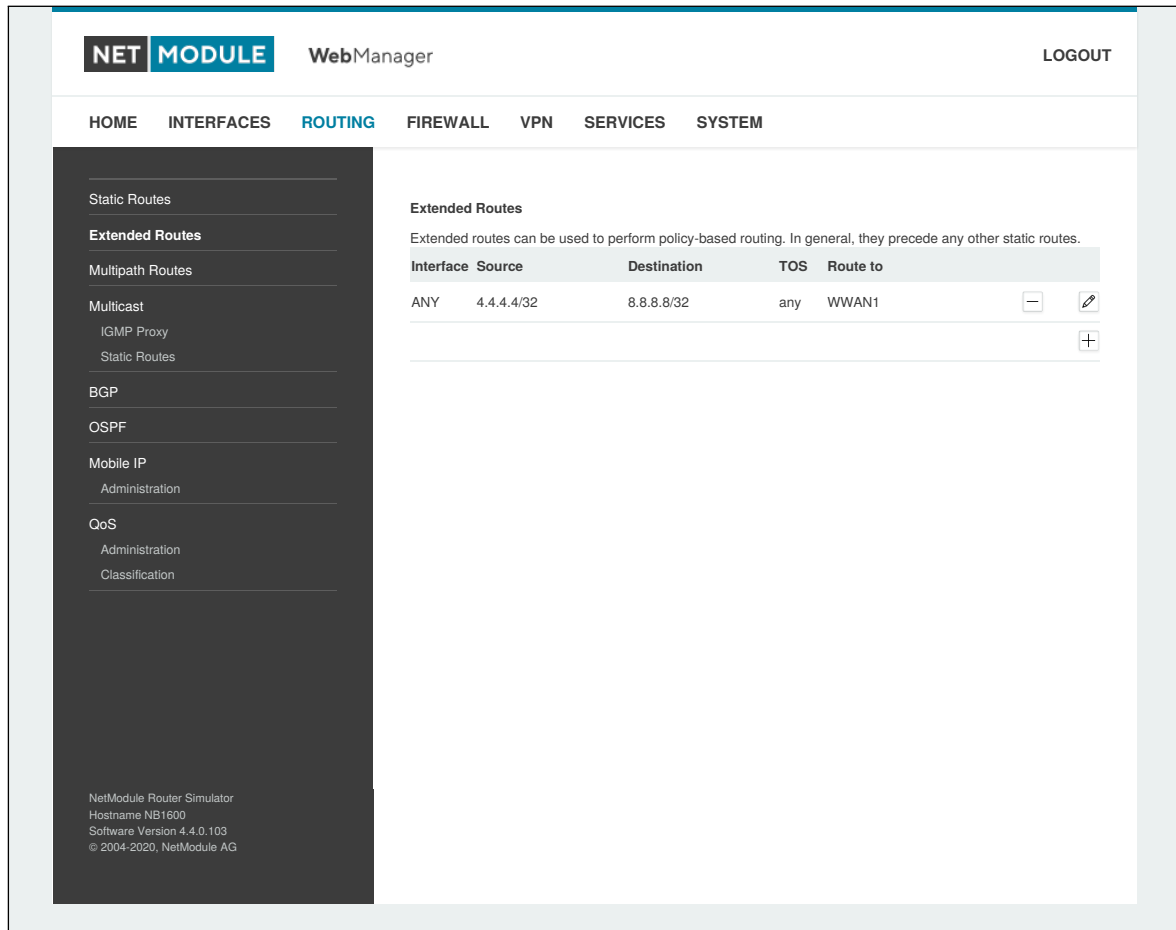 NET MODULE WebManager LOGOUT
HOME INTERFACES ROUTING FIREWALL VPN SERVICES SYSTEM
Static Routes
Extended Routes
Multipath Routes
Multicast
IGMP Proxy
Static Routes
BGP
OSPF
Mobile IP
Administration
QoS
Administration
Classification
NetModule Router Simulator
Hostname NB1600
Software Version 4.4.0.103
© 2004-2020, NetModule AG
Extended Routes
Extended routes can be used to perform policy-based routing. In general, they precede any other static routes.
Interface Source Destination TOS Route to
ANY 4.4.4.4/32 8.8.8.8/32 any WWAN1